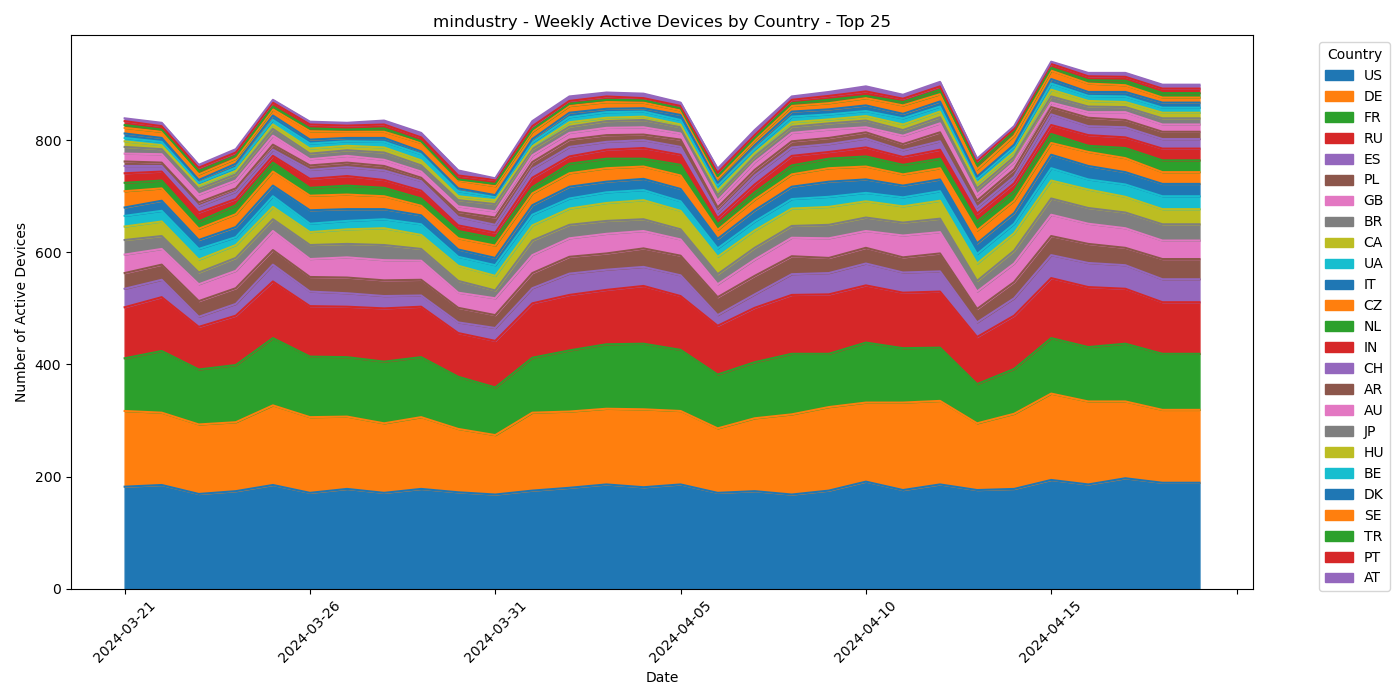 mindustry - Weekly Active Devices by Country - Top 25
Number of Active Devices
800
600
400
200
0
2024-03-21
2024-03-26
2024-03-31
2024-04-05
2024-04-10
2024-04-15
Date
Country
US
DE
FR
RU
ES
PL
GB
BR
CA
UA
IT
CZ
NL
IN
CH
AR
AU
JP
HU
BE
DK
SE
TR
PT
AT